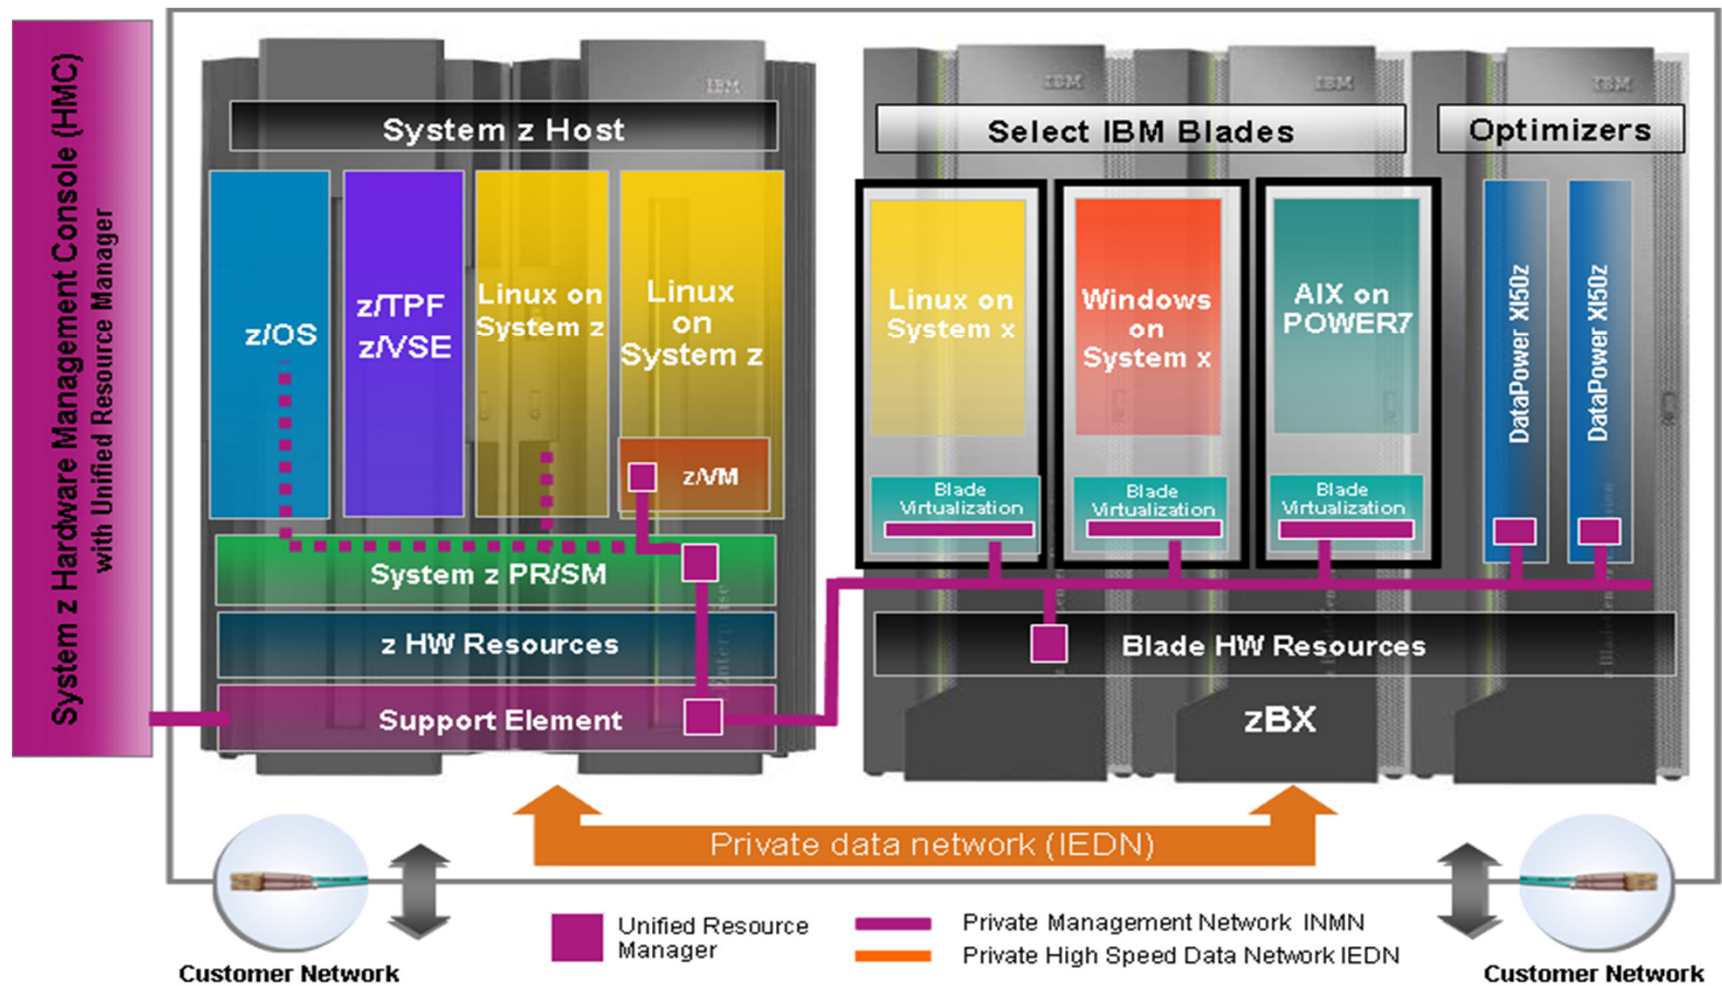 System z Hardware Management Console (HMC)
with Unified Resource Manager
IBM
System z Host
z/OS
z/TPF
z/VSE
Linux on
System z
Linux
on
System z
z/VM
System z PR/SM
z HW Resources
Support Element
IBM
IBM
IBM
Select IBM Blades
Optimizers
Linux on
System x
Windows
on
System x
AIX on
POWER7
DataPower XI50z
DataPower XI50z
Blade
Virtualization
Blade
Virtualization
Blade
Virtualization
Blade HW Resources
zBX
Private data network (IEDN)
Customer Network
Unified Resource
Manager
Private Management Network INMN
Private High Speed Data Network IEDN
Customer Network